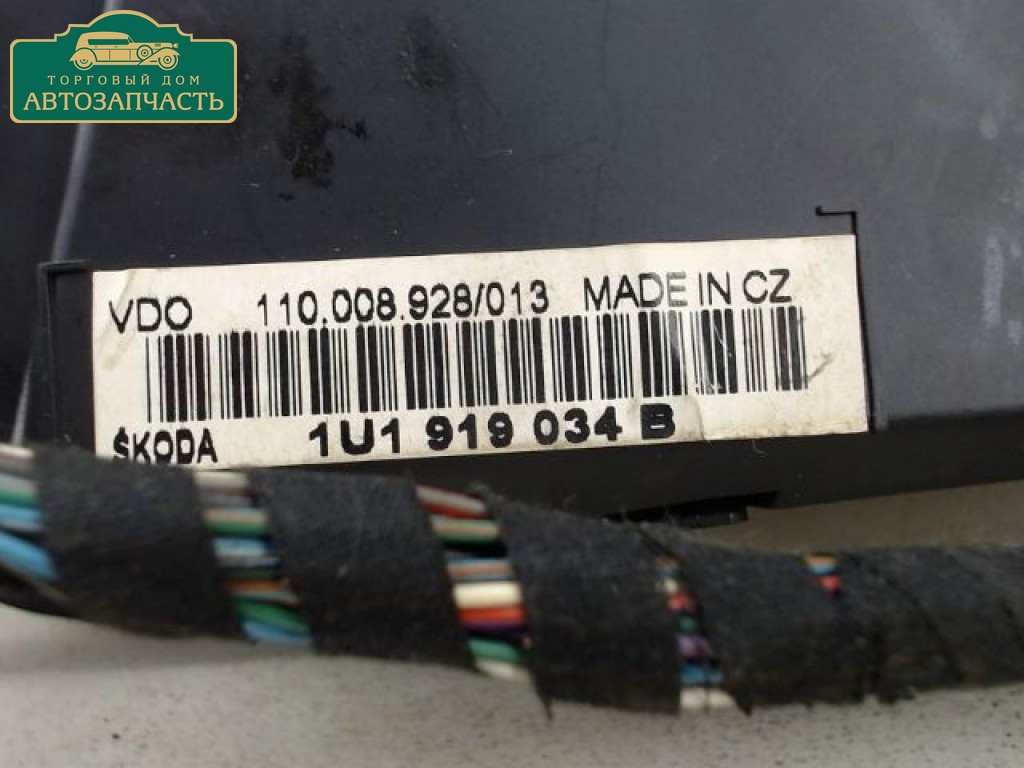 ТОРГОВЫЙ ДОМ
АВТОЗАПЧАСТЬ
VDO 110.008.928/013 MADE IN CZ
ŠKODA 1U1 919 034 B